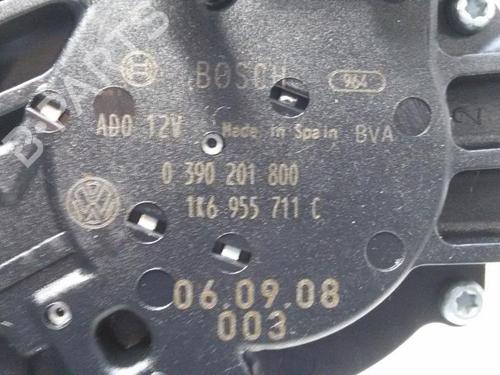 BOSCH 964
ADO 12V Made in Spain BVA
0 390 201 800
1K6 955 711 C
06.09.08
003
2